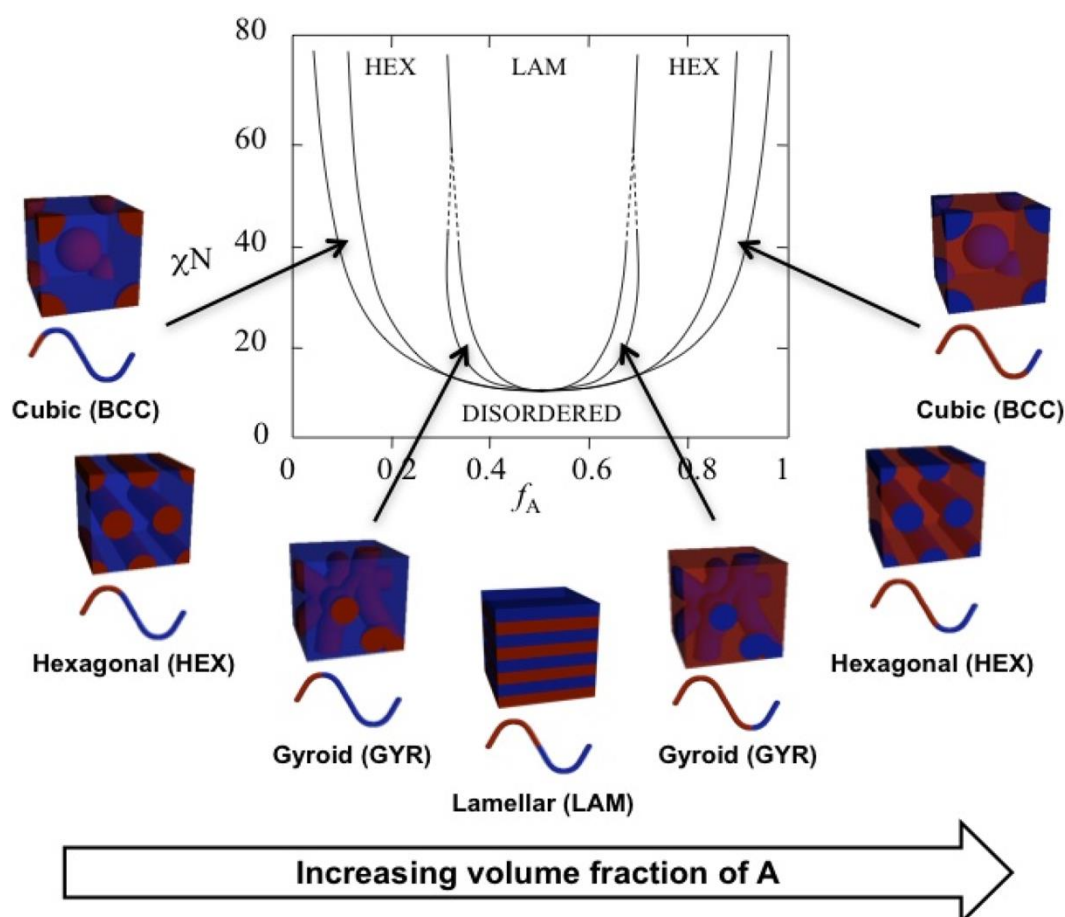 80
HEX LAM HEX
60
40
χN
20
DISORDERED
0
0 0.2 0.4 0.6 0.8 1
fA
Cubic (BCC)
Cubic (BCC)
Hexagonal (HEX)
Hexagonal (HEX)
Gyroid (GYR)
Gyroid (GYR)
Lamellar (LAM)
Increasing volume fraction of A